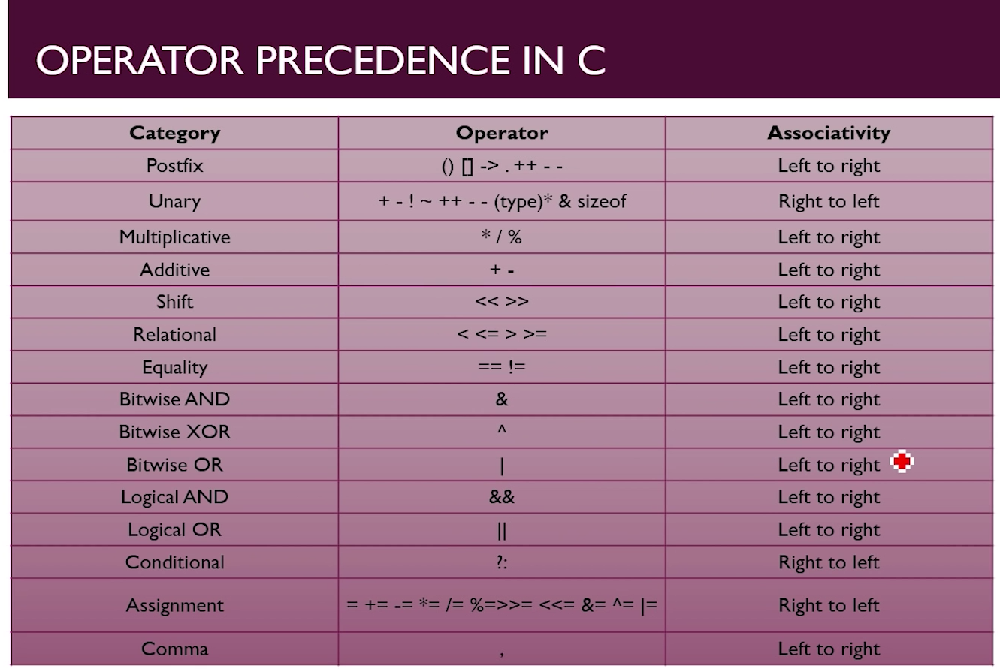 OPERATOR PRECEDENCE IN C
Category Operator Associativity
Postfix () [] -> . ++ - - Left to right
Unary + - ! ~ ++ - - (type)* & sizeof Right to left
Multiplicative * / % Left to right
Additive + - Left to right
Shift << >> Left to right
Relational < <= > >= Left to right
Equality == != Left to right
Bitwise AND & Left to right
Bitwise XOR ^ Left to right
Bitwise OR | Left to right
Logical AND && Left to right
Logical OR || Left to right
Conditional ?: Right to left
Assignment = += -= *= /= %=>>= <<= &= ^= |= Right to left
Comma , Left to right